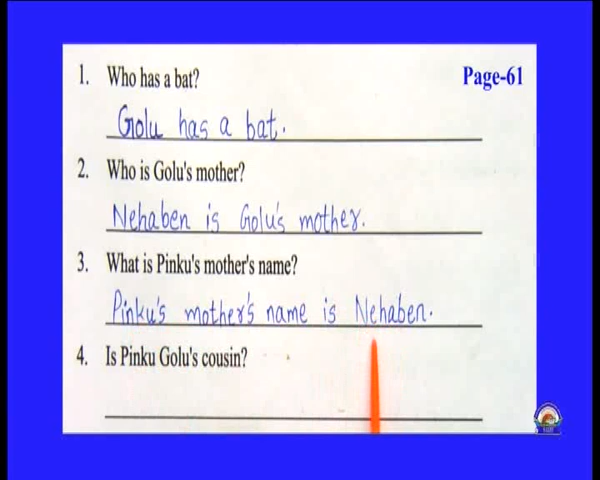 Page-61
1. Who has a bat?
Golu has a bat.
2. Who is Golu's mother?
Nehaben is Golu's mother.
3. What is Pinku's mother's name?
Pinku's mother's name is Nehaben.
4. Is Pinku Golu's cousin?